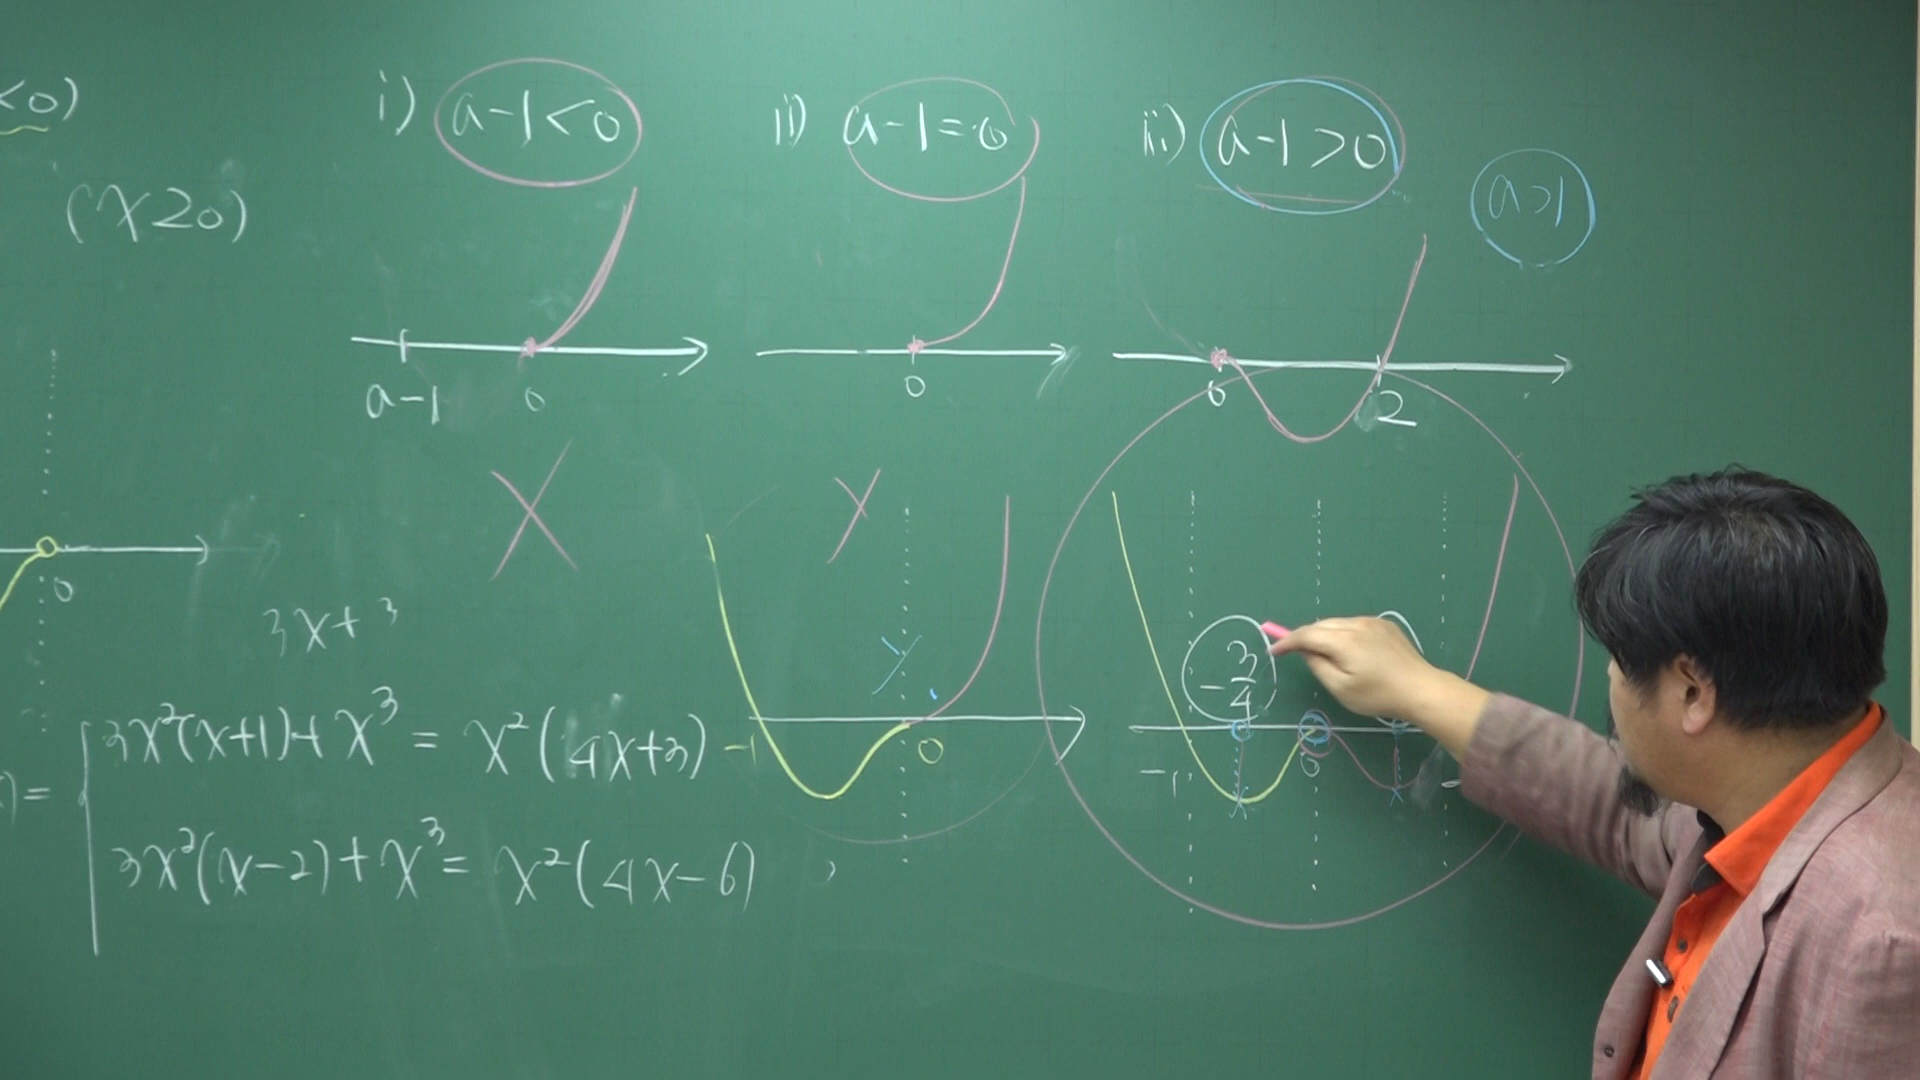 <0)
(x≥0)
i) a-1<0
ii) a-1=0
iii) a-1>0
a>1
a-1 0
0
0 2
0
3x+3
3x²(x+1)+x³ = x²(4x+3)
3x²(x-2)+x³ = x²(4x-6)
-1 0
-3/4
-1 0